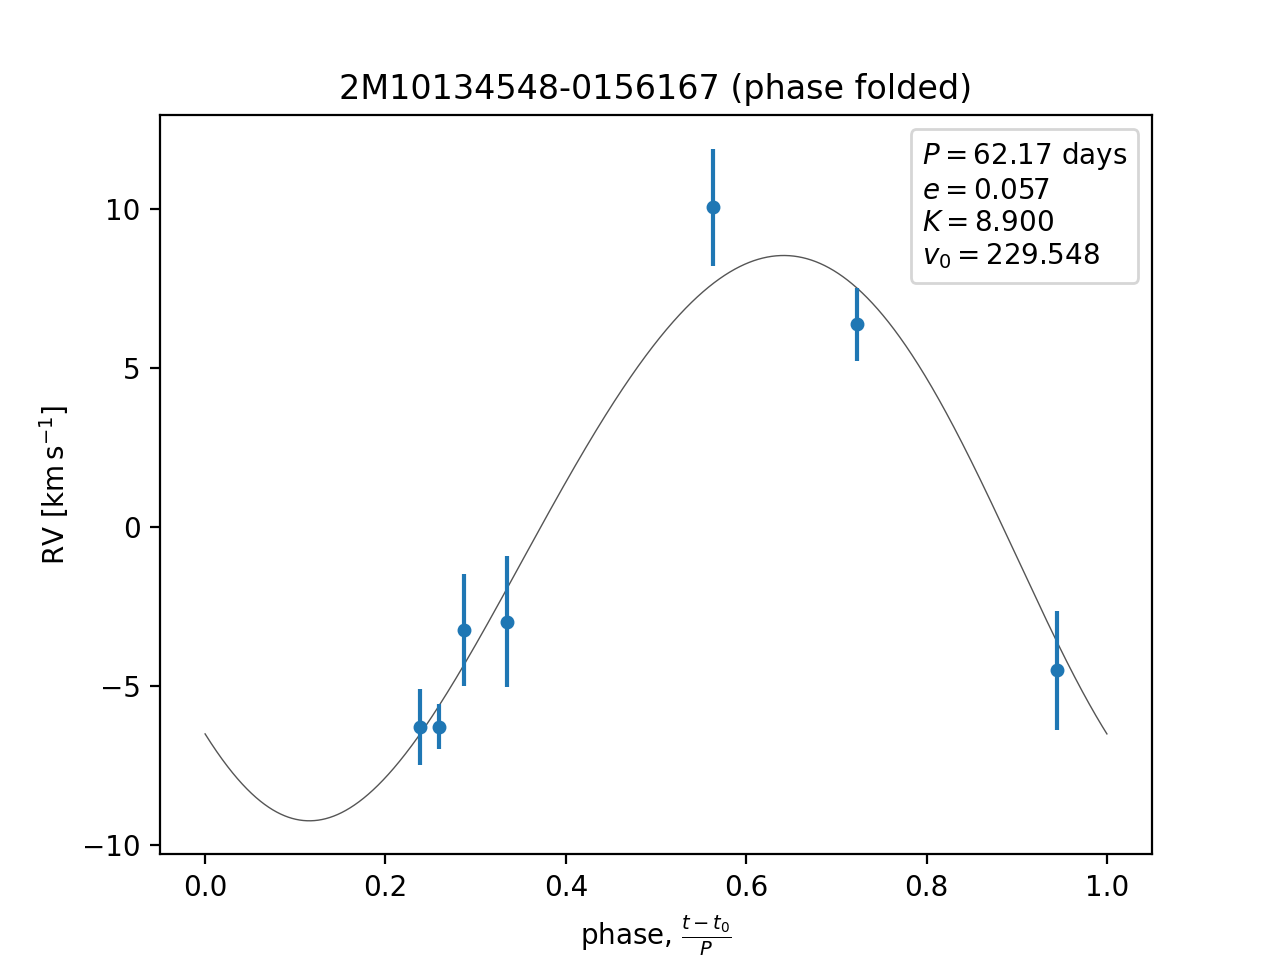 2M10134548-0156167 (phase folded)
P = 62.17 days
e = 0.057
K = 8.900
v₀ = 229.548
RV [km s⁻¹]
10
5
0
−5
−10
0.0 0.2 0.4 0.6 0.8 1.0
phase, (t − t₀)/P